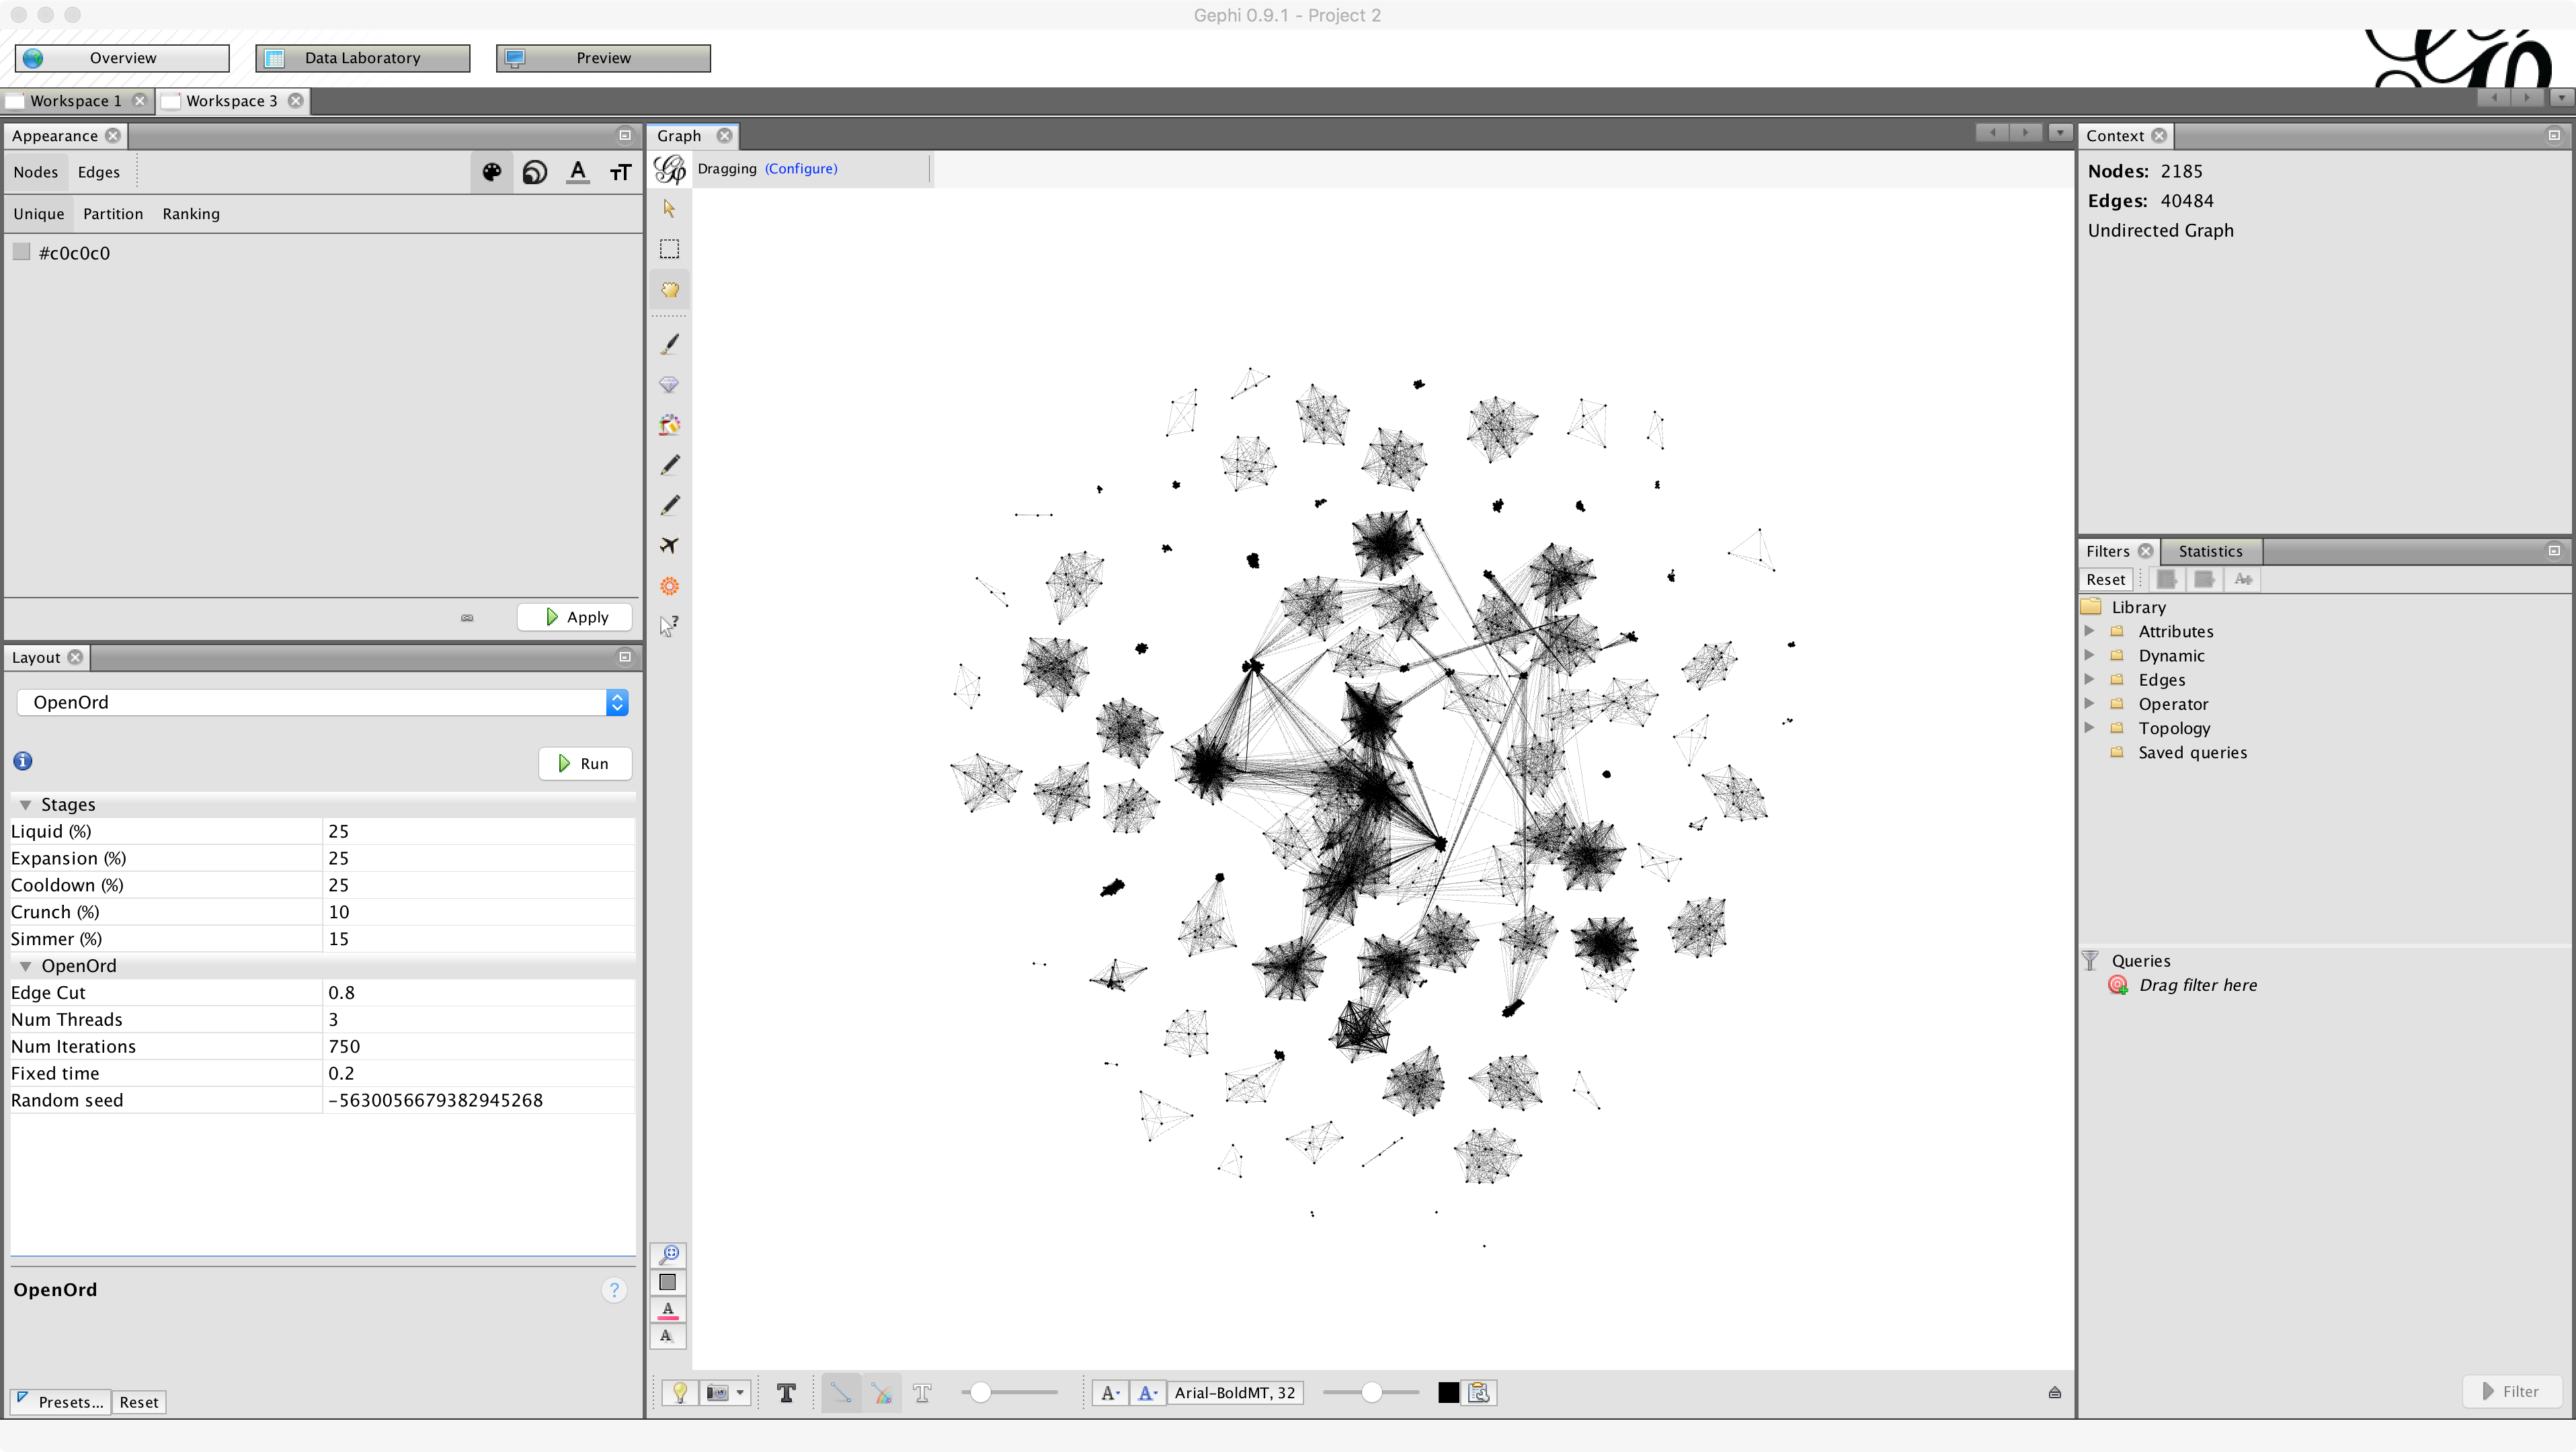 Gephi 0.9.1 - Project 2
Overview
Data Laboratory
Preview
Workspace 1
Workspace 3
Appearance
Nodes Edges
Unique Partition Ranking
#c0c0c0
Apply
Layout
OpenOrd
Run
Stages
Liquid (%) 25
Expansion (%) 25
Cooldown (%) 25
Crunch (%) 10
Simmer (%) 15
OpenOrd
Edge Cut 0.8
Num Threads 3
Num Iterations 750
Fixed time 0.2
Random seed -5630056679382945268
OpenOrd
?
Presets... Reset
Graph
Dragging (Configure)
Arial-BoldMT, 32
Context
Nodes: 2185
Edges: 40484
Undirected Graph
Filters Statistics
Reset
Library
Attributes
Dynamic
Edges
Operator
Topology
Saved queries
Queries
Drag filter here
Filter